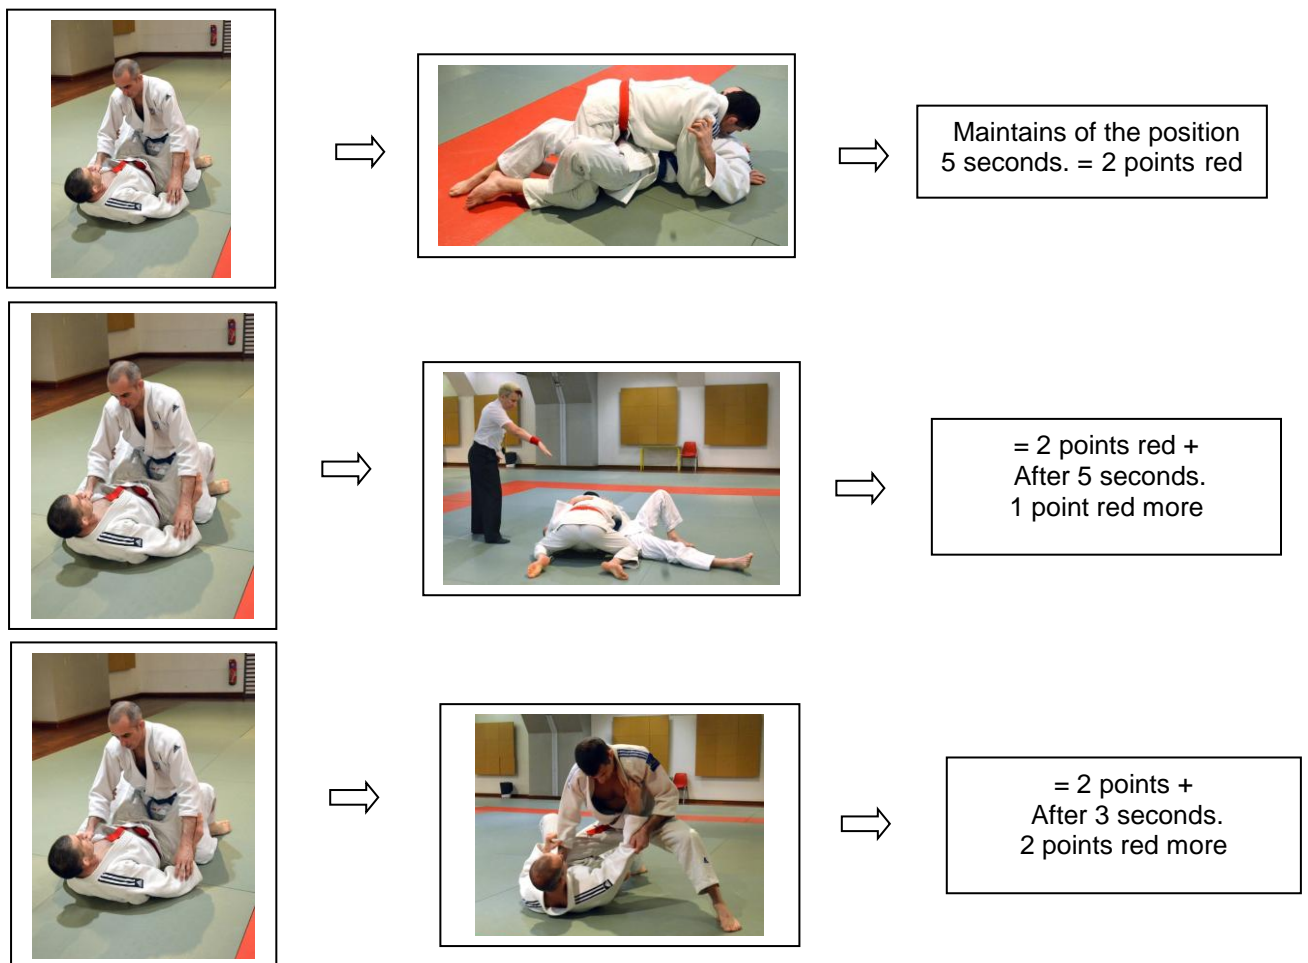 Maintains of the position
5 seconds. = 2 points red
= 2 points red +
After 5 seconds.
1 point red more
= 2 points +
After 3 seconds.
2 points red more